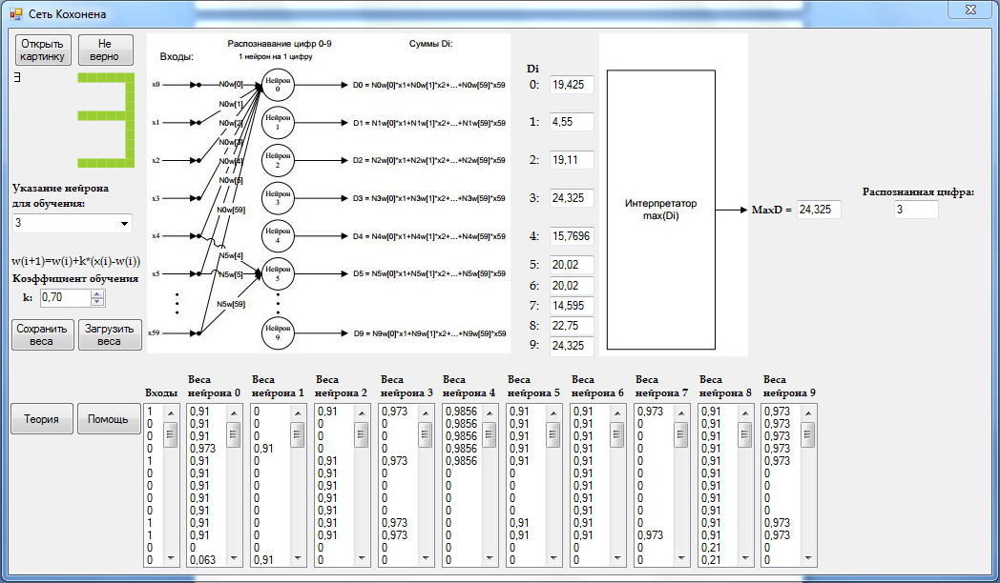 Сеть Кохонена
Открыть
картинку
Не
верно
Указание нейрона
для обучения:
3
w(i+1)=w(i)+k*(x(i)-w(i))
Коэффициент обучения
k: 0,70
Сохранить
веса
Загрузить
веса
Теория
Помощь
Распознавание цифр 0-9
1 нейрон на 1 цифру
Суммы Di:
Входы:
x0
N0w[0]
Нейрон
0
D0 = N0w[0]*x1+N0w[1]*x2+...+N0w[59]*x59
N0w[1]
x1
Нейрон
1
D1 = N1w[0]*x1+N1w[1]*x2+...+N1w[59]*x59
N0w[2]
N0w[3]
x2
N0w[4]
Нейрон
2
D2 = N2w[0]*x1+N2w[1]*x2+...+N2w[59]*x59
N0w[5]
x3
Нейрон
3
D3 = N3w[0]*x1+N3w[1]*x2+...+N3w[59]*x59
N0w[59]
x4
Нейрон
4
D4 = N4w[0]*x1+N4w[1]*x2+...+N4w[59]*x59
N5w[4]
x5
N5w[5]
Нейрон
5
D5 = N5w[0]*x1+N5w[1]*x2+...+N5w[59]*x59
N5w[59]
x59
Нейрон
9
D9 = N9w[0]*x1+N9w[1]*x2+...+N9w[59]*x59
Di
0: 19,425
1: 4,55
2: 19,11
3: 24,325
4: 15,7696
5: 20,02
6: 20,02
7: 14,595
8: 22,75
9: 24,325
Интерпретатор
max(Di)
MaxD = 24,325
Распознанная цифра:
3
Входы
1
0
0
0
1
0
0
0
0
1
1
0
0
Веса
нейрона 0
0,91
0,91
0,91
0,973
0,91
0,91
0,91
0,91
0,91
0,91
0,91
0
0,063
Веса
нейрона 1
0
0
0
0,91
0
0
0
0
0
0
0
0
0,91
Веса
нейрона 2
0,91
0
0
0
0,91
0,91
0,91
0,91
0,91
0,91
0,91
0
0
Веса
нейрона 3
0,973
0
0
0
0,973
0
0
0
0
0,973
0,973
0
0
Веса
нейрона 4
0,9856
0,9856
0,9856
0,9856
0,9856
0
0
0
0
0
0
0
0
Веса
нейрона 5
0,91
0,91
0,91
0,91
0,91
0
0
0
0
0,91
0,91
0
0
Веса
нейрона 6
0,91
0,91
0,91
0,91
0,91
0,91
0,91
0,91
0,91
0,91
0,91
0
0
Веса
нейрона 7
0,973
0
0
0
0
0
0
0
0
0
0,973
0
0
Веса
нейрона 8
0,91
0,91
0,91
0,91
0,91
0,91
0,91
0,91
0,91
0,91
0,91
0,21
0,21
Веса
нейрона 9
0,973
0,973
0,973
0,973
0,973
0
0
0
0
0,973
0,973
0
0